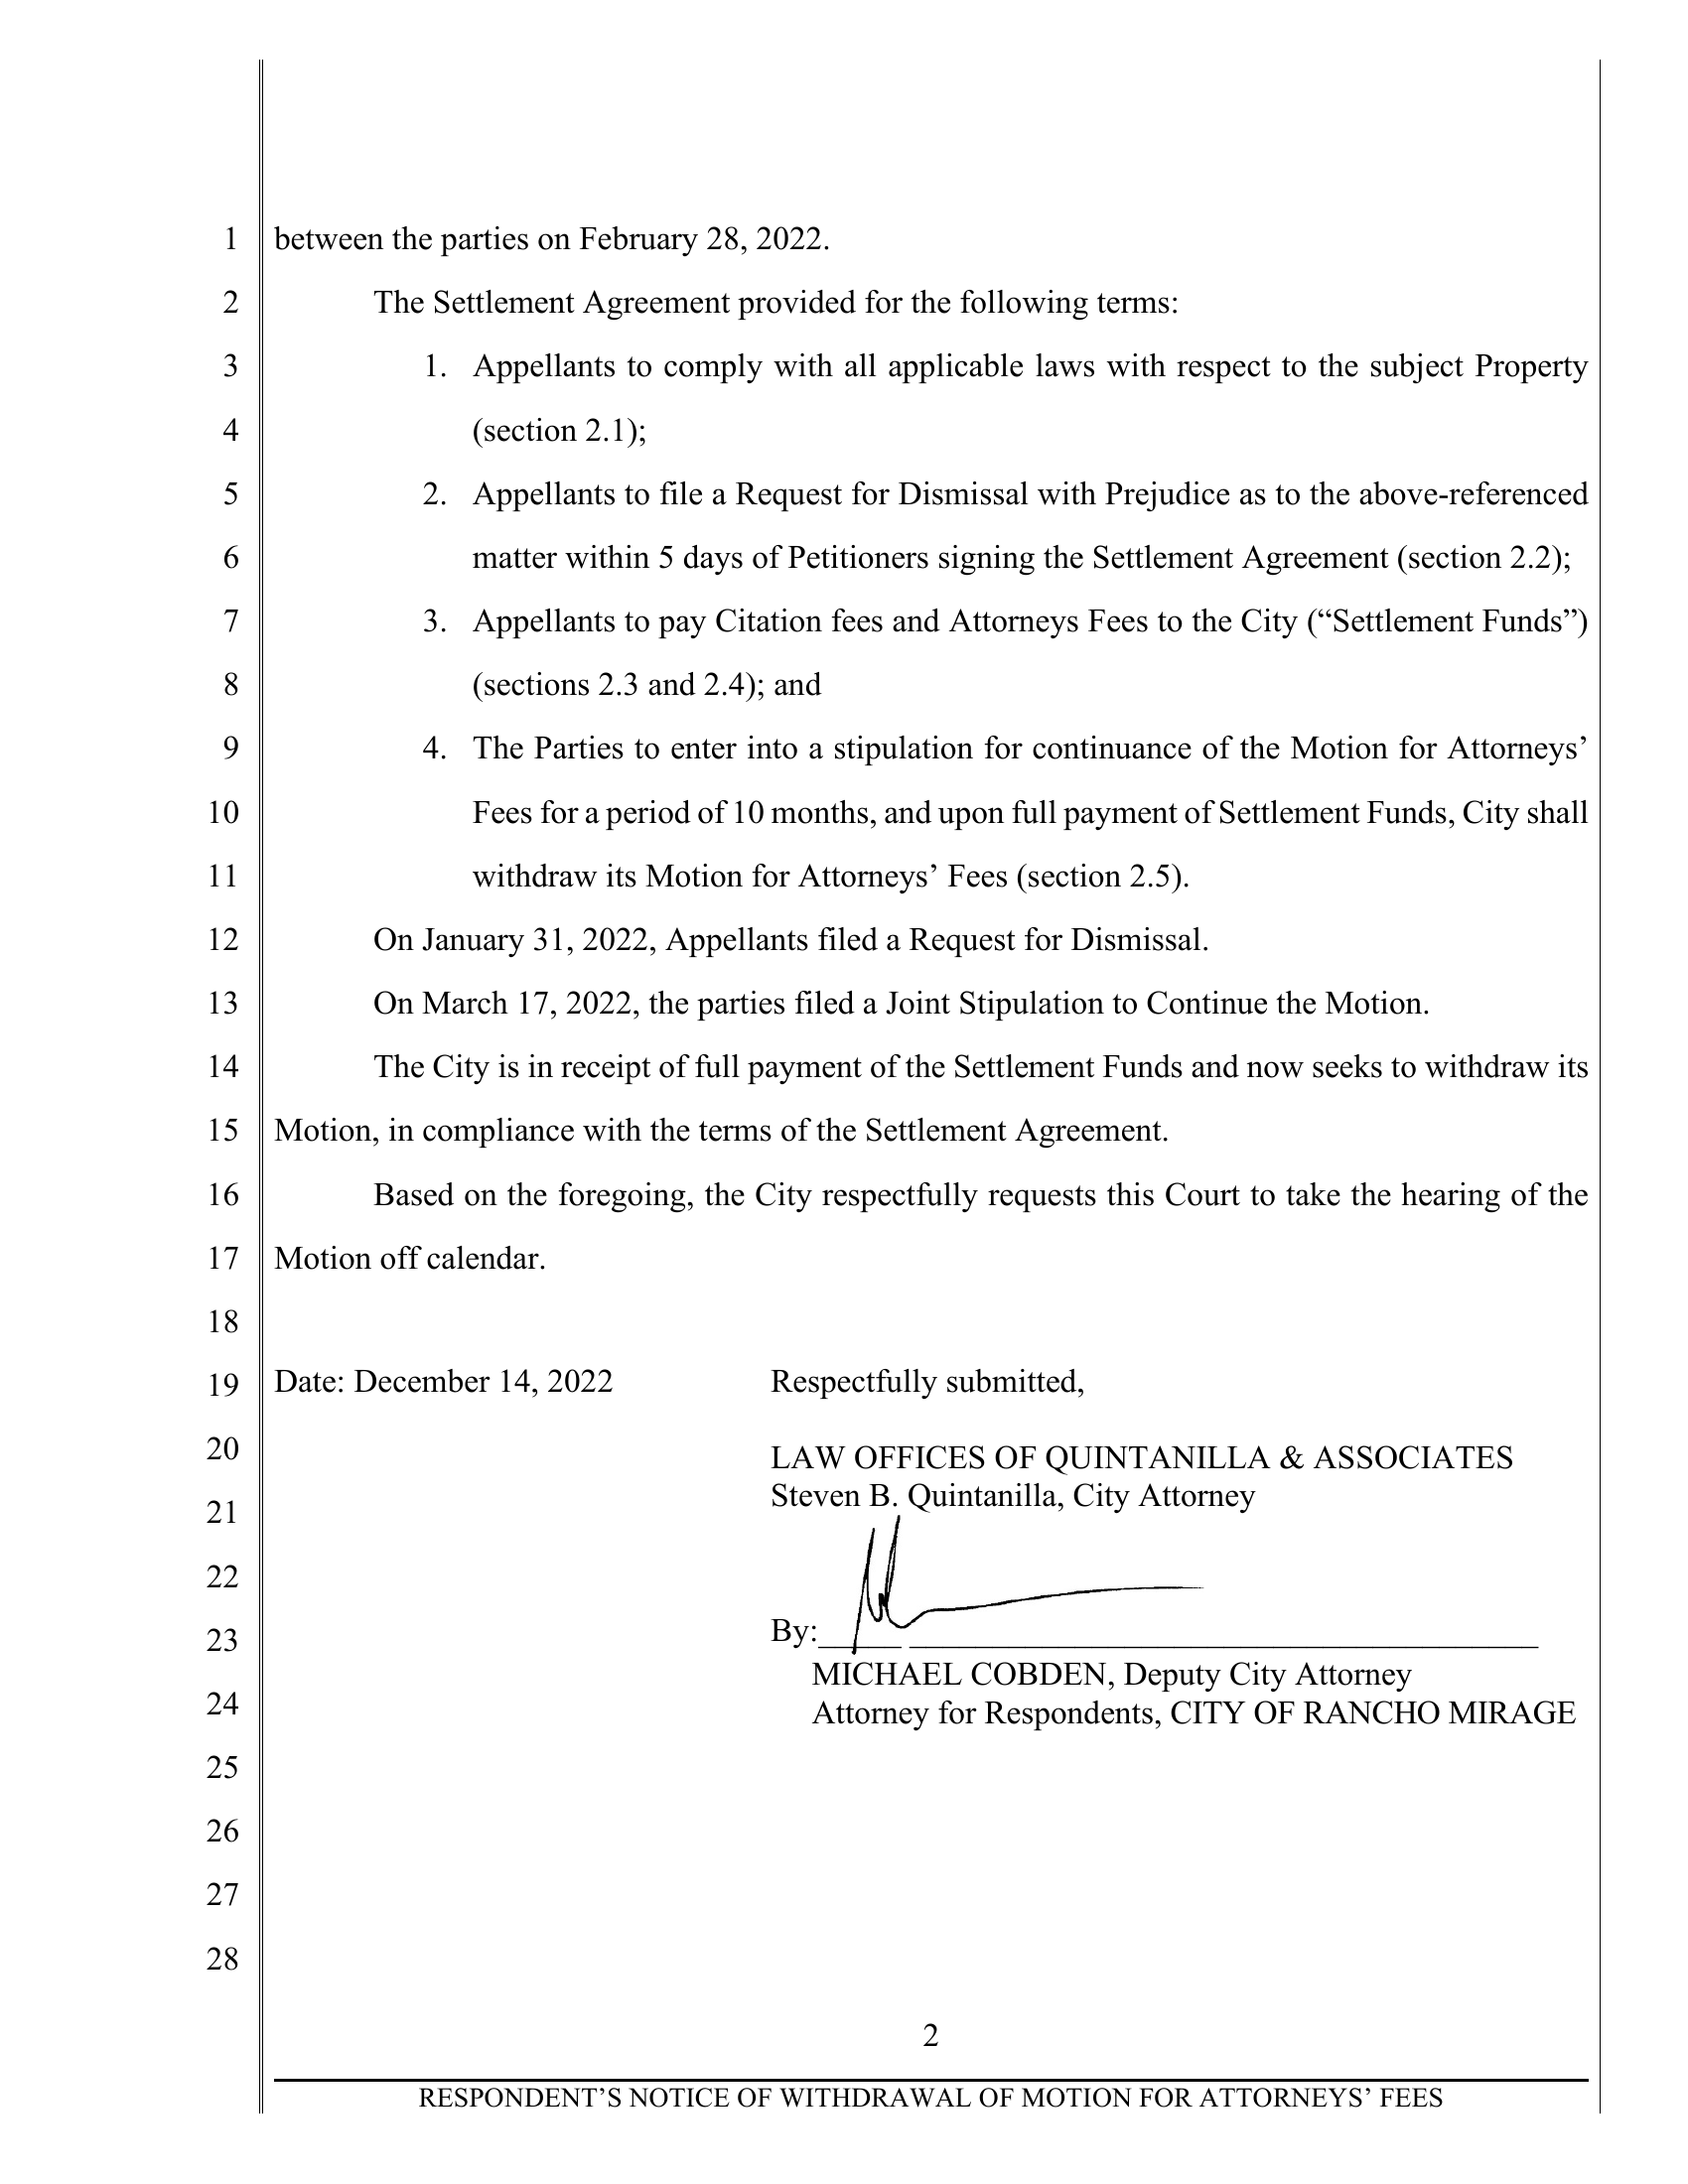 1 between the parties on February 28, 2022.
2 The Settlement Agreement provided for the following terms:
3 1. Appellants to comply with all applicable laws with respect to the subject Property
4 (section 2.1);
5 2. Appellants to file a Request for Dismissal with Prejudice as to the above-referenced
6 matter within 5 days of Petitioners signing the Settlement Agreement (section 2.2);
7 3. Appellants to pay Citation fees and Attorneys Fees to the City (“Settlement Funds”)
8 (sections 2.3 and 2.4); and
9 4. The Parties to enter into a stipulation for continuance of the Motion for Attorneys’
10 Fees for a period of 10 months, and upon full payment of Settlement Funds, City shall
11 withdraw its Motion for Attorneys’ Fees (section 2.5).
12 On January 31, 2022, Appellants filed a Request for Dismissal.
13 On March 17, 2022, the parties filed a Joint Stipulation to Continue the Motion.
14 The City is in receipt of full payment of the Settlement Funds and now seeks to withdraw its
15 Motion, in compliance with the terms of the Settlement Agreement.
16 Based on the foregoing, the City respectfully requests this Court to take the hearing of the
17 Motion off calendar.
18
19 Date: December 14, 2022 Respectfully submitted,
20 LAW OFFICES OF QUINTANILLA & ASSOCIATES
21 Steven B. Quintanilla, City Attorney
22
23 By:
MICHAEL COBDEN, Deputy City Attorney
24 Attorney for Respondents, CITY OF RANCHO MIRAGE
25
26
27
28
2
RESPONDENT’S NOTICE OF WITHDRAWAL OF MOTION FOR ATTORNEYS’ FEES